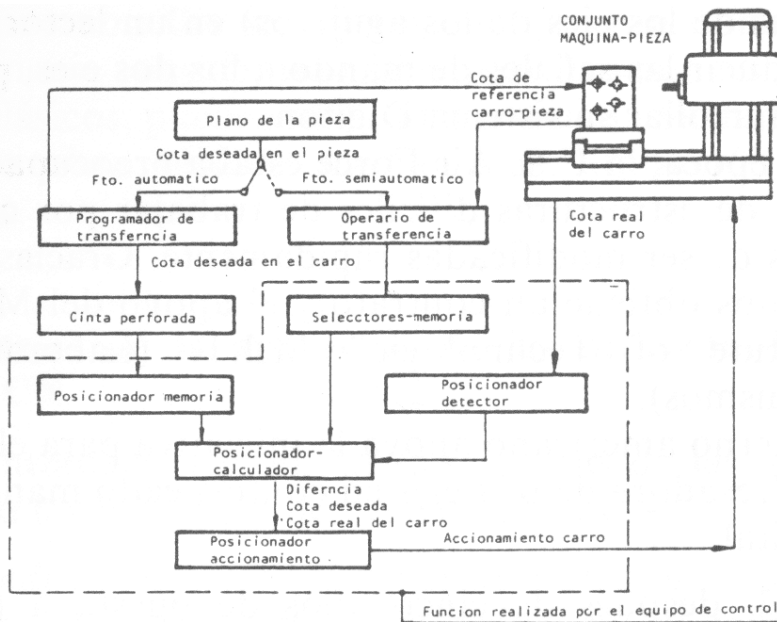 CONJUNTO
MAQUINA-PIEZA
Cota de
referencia
carro-pieza
Plano de la pieza
Cota deseada en el pieza
Fto. automatico
Fto. semiautomatico
Programador de
transferncia
Operario de
transferencia
Cota real
del carro
Cota deseada en el carro
Cinta perforada
Selecctores-memoria
Posicionador memoria
Posicionador
detector
Posicionador-
calculador
Diferncia
Cota deseada
Cota real del carro
Posicionador
accionamiento
Accionamiento carro
Funcion realizada por el equipo de control